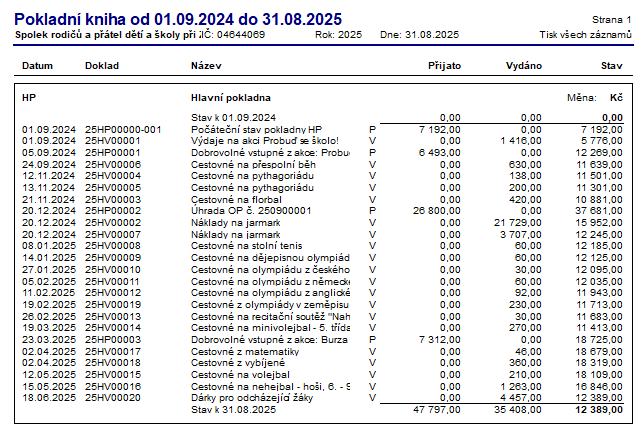 Pokladní kniha od 01.09.2024 do 31.08.2025
Strana 1
Spolek rodičů a přátel dětí a školy při IČ: 04644069 Rok: 2025 Dne: 31.08.2025 Tisk všech záznamů
Datum Doklad Název Přijato Vydáno Stav
HP Hlavní pokladna Měna: Kč
Stav k 01.09.2024 0,00 0,00 0,00
01.09.2024 25HP00000-001 Počáteční stav pokladny HP P 7 192,00 0,00 7 192,00
01.09.2024 25HV00001 Výdaje na akci Probuď se školo! V 0,00 1 416,00 5 776,00
05.09.2024 25HP00001 Dobrovolné vstupné z akce: Probuď P 6 493,00 0,00 12 269,00
24.09.2024 25HV00006 Cestovné na přespolní běh V 0,00 630,00 11 639,00
12.11.2024 25HV00004 Cestovné na pythagoriádu V 0,00 138,00 11 501,00
13.11.2024 25HV00005 Cestovné na pythagoriádu V 0,00 200,00 11 301,00
21.11.2024 25HV00003 Cestovné na florbal V 0,00 420,00 10 881,00
20.12.2024 25HP00002 Úhrada OP č. 250900001 P 26 800,00 0,00 37 681,00
20.12.2024 25HV00002 Náklady na jarmark V 0,00 21 729,00 15 952,00
20.12.2024 25HV00007 Náklady na jarmark V 0,00 3 707,00 12 245,00
08.01.2025 25HV00008 Cestovné na stolní tenis V 0,00 60,00 12 185,00
14.01.2025 25HV00009 Cestovné na dějepisnou olympiád V 0,00 60,00 12 125,00
27.01.2025 25HV00010 Cestovné na olympiádu z českého V 0,00 30,00 12 095,00
05.02.2025 25HV00011 Cestovné na olympiádu z německé V 0,00 60,00 12 035,00
11.02.2025 25HV00012 Cestovné na olympiádu z anglické V 0,00 92,00 11 943,00
19.02.2025 25HV00019 Cestovné z olympiády v zeměpisu V 0,00 230,00 11 713,00
26.02.2025 25HV00013 Cestovné na recitační soutěž "Nah V 0,00 30,00 11 683,00
19.03.2025 25HV00014 Cestovné na minivolejbal - 5. třída V 0,00 270,00 11 413,00
23.03.2025 25HP00003 Dobrovolné vstupné z akce: Burza P 7 312,00 0,00 18 725,00
02.04.2025 25HV00017 Cestovné z matematiky V 0,00 46,00 18 679,00
02.04.2025 25HV00018 Cestovné z vybíjené V 0,00 360,00 18 319,00
12.05.2025 25HV00015 Cestovné na volejbal V 0,00 210,00 18 109,00
15.05.2025 25HV00016 Cestovné na nehejbal - hoši, 6. - 9 V 0,00 1 263,00 16 846,00
18.06.2025 25HV00020 Dárky pro odcházející žáky V 0,00 4 457,00 12 389,00
Stav k 31.08.2025 47 797,00 35 408,00 12 389,00